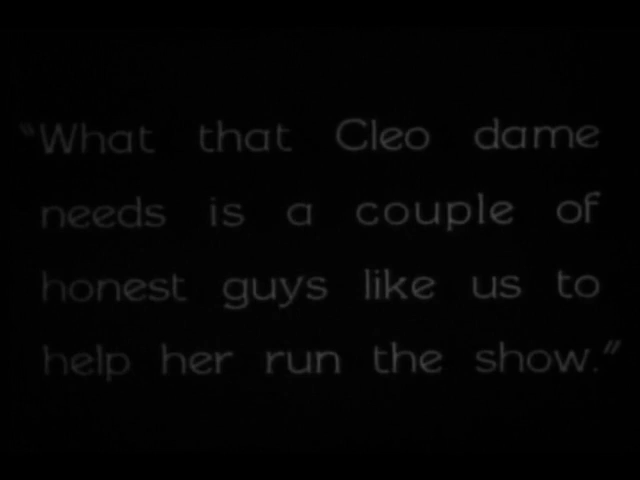 "What that Cleo dame
needs is a couple of
honest guys like us to
help her run the show."